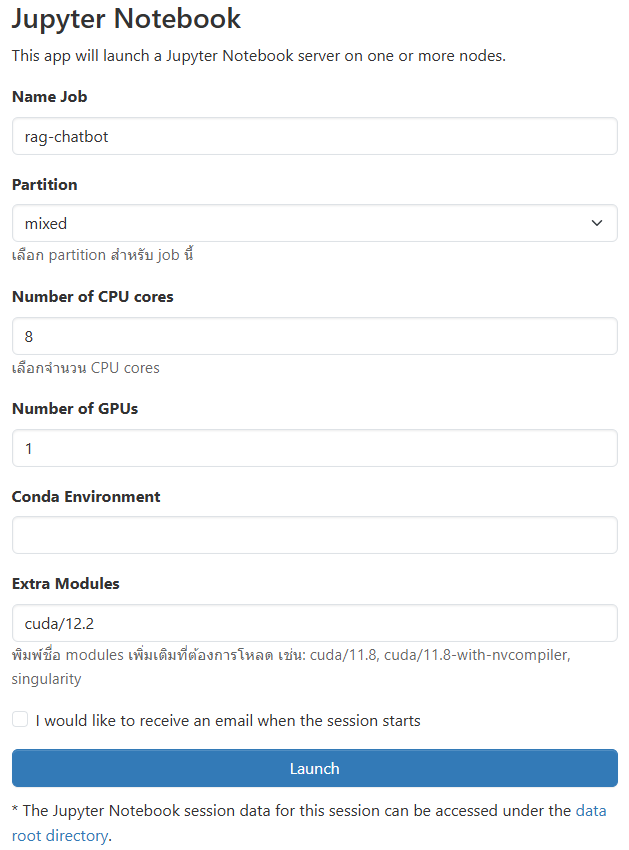 Jupyter Notebook
This app will launch a Jupyter Notebook server on one or more nodes.
Name Job
rag-chatbot
Partition
mixed
เลือก partition สำหรับ job นี้
Number of CPU cores
8
เลือกจำนวน CPU cores
Number of GPUs
1
Conda Environment
Extra Modules
cuda/12.2
พิมพ์ชื่อ modules เพิ่มเติมที่ต้องการโหลด เช่น: cuda/11.8, cuda/11.8-with-nvcompiler,
singularity
I would like to receive an email when the session starts
Launch
* The Jupyter Notebook session data for this session can be accessed under the data
root directory.